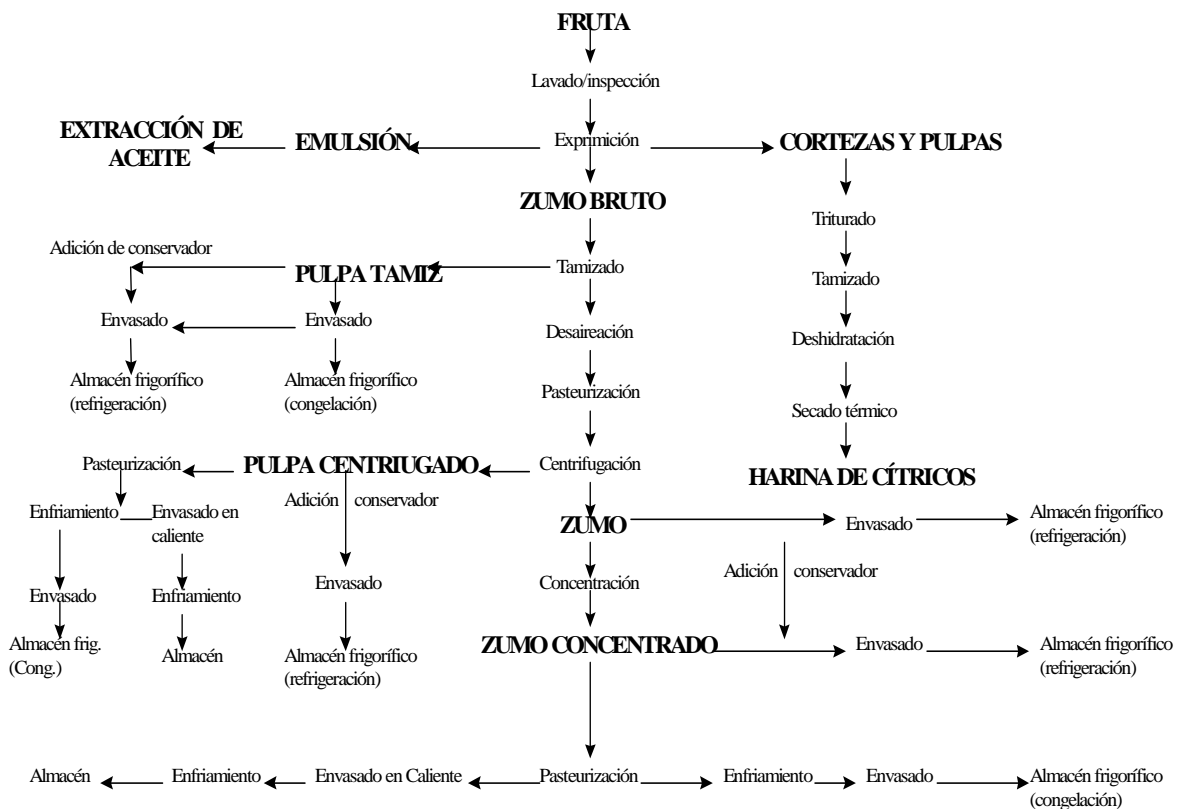 FRUTA
Lavado/inspección
EXTRACCIÓN DE
ACEITE
EMULSIÓN
Exprimición
CORTEZAS Y PULPAS
ZUMO BRUTO
Triturado
Adición de conservador
PULPA TAMIZ
Tamizado
Tamizado
Envasado
Envasado
Desaireación
Deshidratación
Almacén frigorífico
(refrigeración)
Almacén frigorífico
(congelación)
Pasteurización
Secado térmico
Pasteurización
PULPA CENTRIUGADO
Centrifugación
HARINA DE CÍTRICOS
Adición conservador
Enfriamiento
Envasado en
caliente
ZUMO
Envasado
Almacén frigorífico
(refrigeración)
Adición conservador
Envasado
Enfriamiento
Envasado
Concentración
Almacén frig.
(Cong.)
Almacén
Almacén frigorífico
(refrigeración)
ZUMO CONCENTRADO
Envasado
Almacén frigorífico
(refrigeración)
Almacén
Enfriamiento
Envasado en Caliente
Pasteurización
Enfriamiento
Envasado
Almacén frigorífico
(congelación)